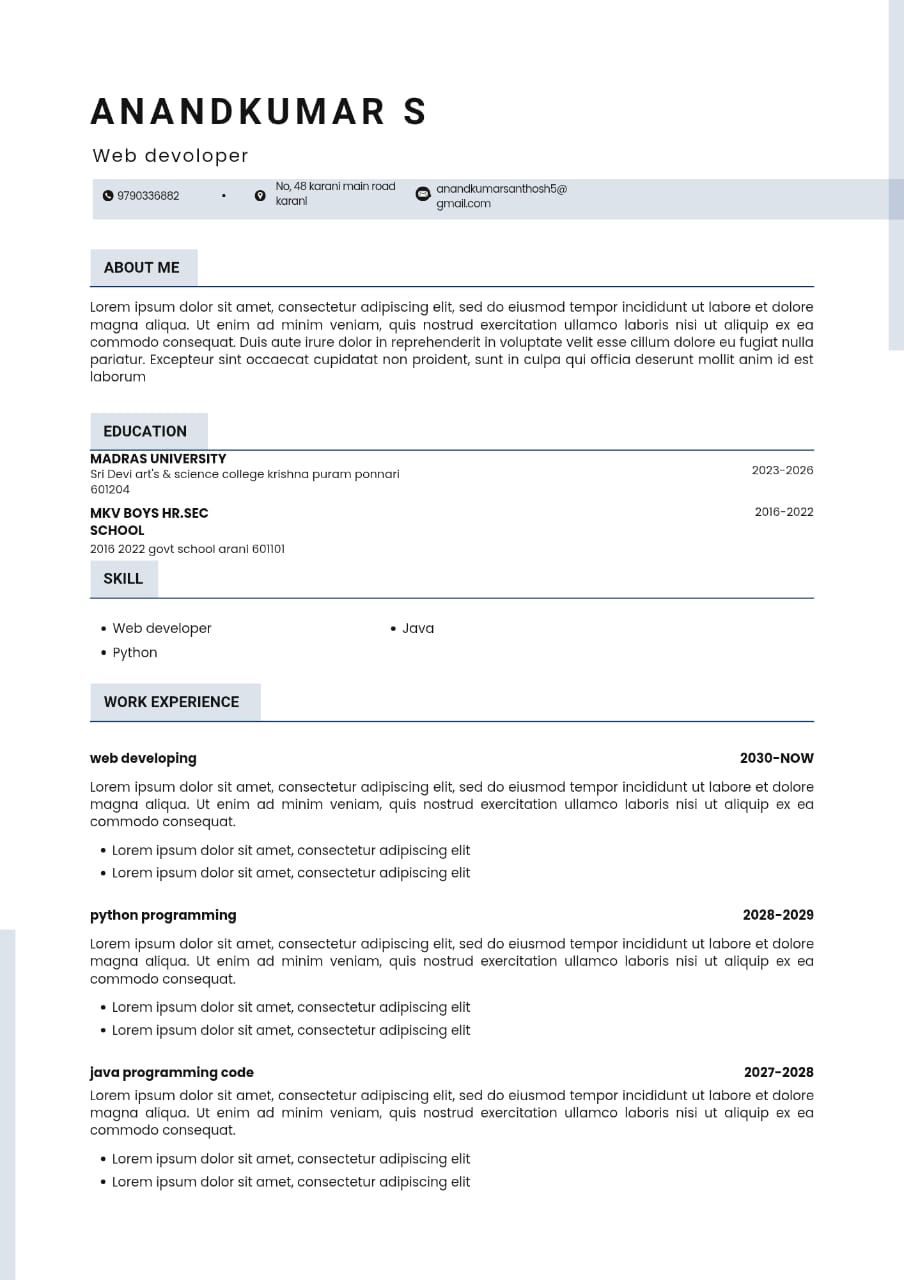 ANANDKUMAR S
Web devoloper
9790336882 • No, 48 karani main road karani anandkumarsanthosh5@gmail.com
ABOUT ME
Lorem ipsum dolor sit amet, consectetur adipiscing elit, sed do eiusmod tempor incididunt ut labore et dolore
magna aliqua. Ut enim ad minim veniam, quis nostrud exercitation ullamco laboris nisi ut aliquip ex ea
commodo consequat. Duis aute irure dolor in reprehenderit in voluptate velit esse cillum dolore eu fugiat nulla
pariatur. Excepteur sint occaecat cupidatat non proident, sunt in culpa qui officia deserunt mollit anim id est
laborum
EDUCATION
MADRAS UNIVERSITY
Sri Devi art's & science college krishna puram ponnari
601204
2023-2026
MKV BOYS HR.SEC
SCHOOL
2016-2022
2016 2022 govt school arani 601101
SKILL
• Web developer
• Python
• Java
WORK EXPERIENCE
web developing 2030-NOW
Lorem ipsum dolor sit amet, consectetur adipiscing elit, sed do eiusmod tempor incididunt ut labore et dolore
magna aliqua. Ut enim ad minim veniam, quis nostrud exercitation ullamco laboris nisi ut aliquip ex ea
commodo consequat.
• Lorem ipsum dolor sit amet, consectetur adipiscing elit
• Lorem ipsum dolor sit amet, consectetur adipiscing elit
python programming 2028-2029
Lorem ipsum dolor sit amet, consectetur adipiscing elit, sed do eiusmod tempor incididunt ut labore et dolore
magna aliqua. Ut enim ad minim veniam, quis nostrud exercitation ullamco laboris nisi ut aliquip ex ea
commodo consequat.
• Lorem ipsum dolor sit amet, consectetur adipiscing elit
• Lorem ipsum dolor sit amet, consectetur adipiscing elit
java programming code 2027-2028
Lorem ipsum dolor sit amet, consectetur adipiscing elit, sed do eiusmod tempor incididunt ut labore et dolore
magna aliqua. Ut enim ad minim veniam, quis nostrud exercitation ullamco laboris nisi ut aliquip ex ea
commodo consequat.
• Lorem ipsum dolor sit amet, consectetur adipiscing elit
• Lorem ipsum dolor sit amet, consectetur adipiscing elit